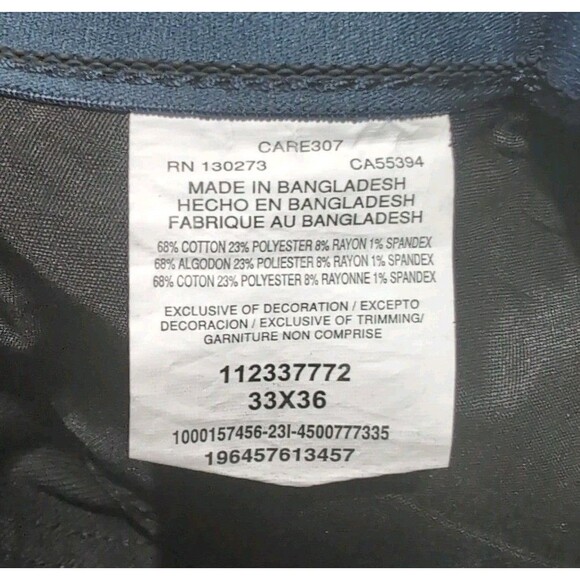 CARE307
RN 130273 CA55394
MADE IN BANGLADESH
HECHO EN BANGLADESH
FABRIQUE AU BANGLADESH
68% COTTON 23% POLYESTER 8% RAYON 1% SPANDEX
68% ALGODON 23% POLIESTER 8% RAYON 1% SPANDEX
68% COTON 23% POLYESTER 8% RAYONNE 1% SPANDEX
EXCLUSIVE OF DECORATION / EXCEPTO
DECORACION / EXCLUSIVE OF TRIMMING/
GARNITURE NON COMPRISE
112337772
33X36
1000157456-23I-4500777335
196457613457